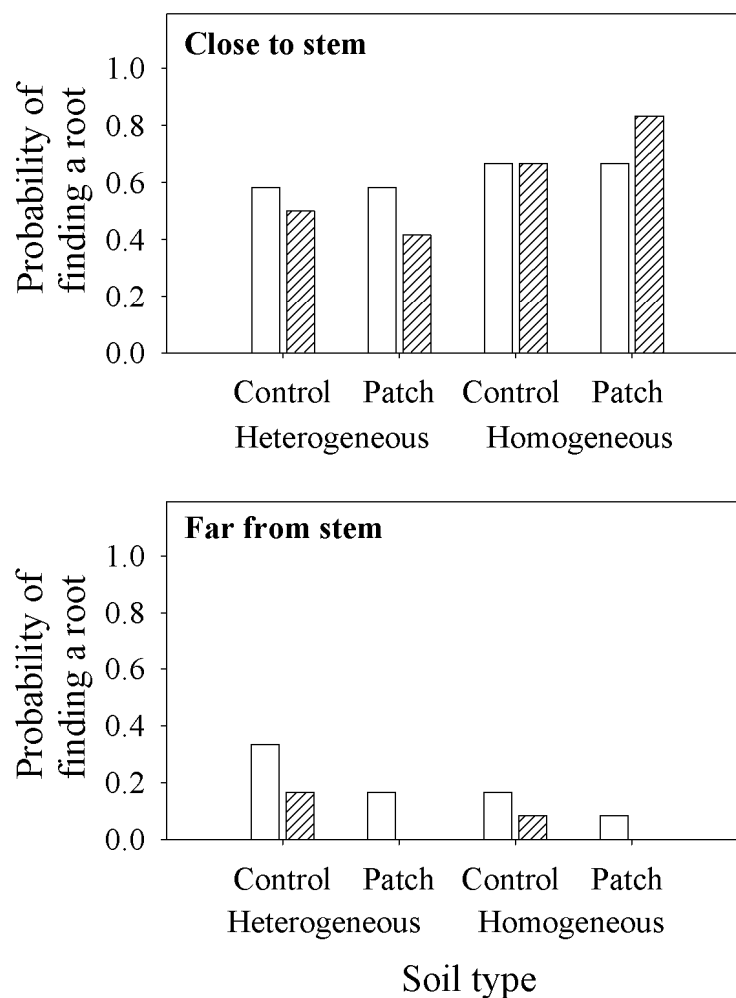 Close to stem
Probability of
finding a root
1.0
0.8
0.6
0.4
0.2
0.0
Control Patch Control Patch
Heterogeneous Homogeneous
Far from stem
Probability of
finding a root
1.0
0.8
0.6
0.4
0.2
0.0
Control Patch Control Patch
Heterogeneous Homogeneous
Soil type